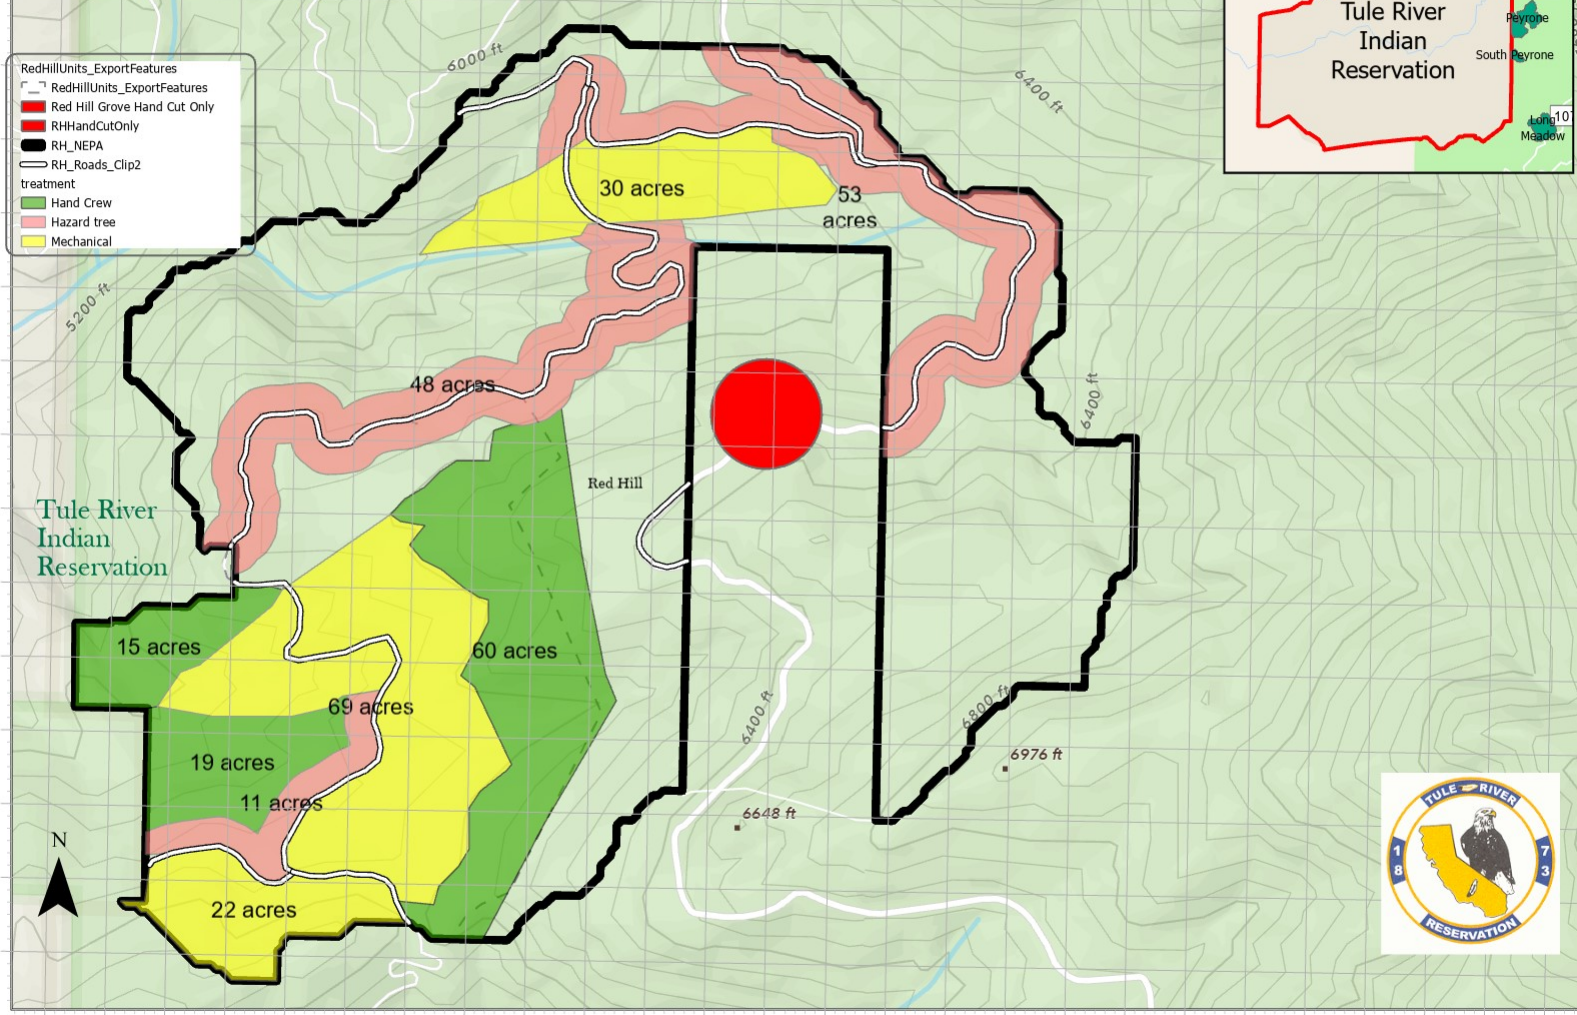 Tule River
Indian
Reservation
Peyrone
South Peyrone
Long
Meadow
107
RedHillUnits_ExportFeatures
RedHillUnits_ExportFeatures
Red Hill Grove Hand Cut Only
RHHandCutOnly
RH_NEPA
RH_Roads_Clip2
treatment
Hand Crew
Hazard tree
Mechanical
6000 ft
6400 ft
5200 ft
30 acres
53
acres
48 acres
6400 ft
Red Hill
Tule River
Indian
Reservation
15 acres
60 acres
69 acres
6400 ft
6800 ft
19 acres
6976 ft
11 acres
6648 ft
N
22 acres
TULE RIVER
18
73
RESERVATION